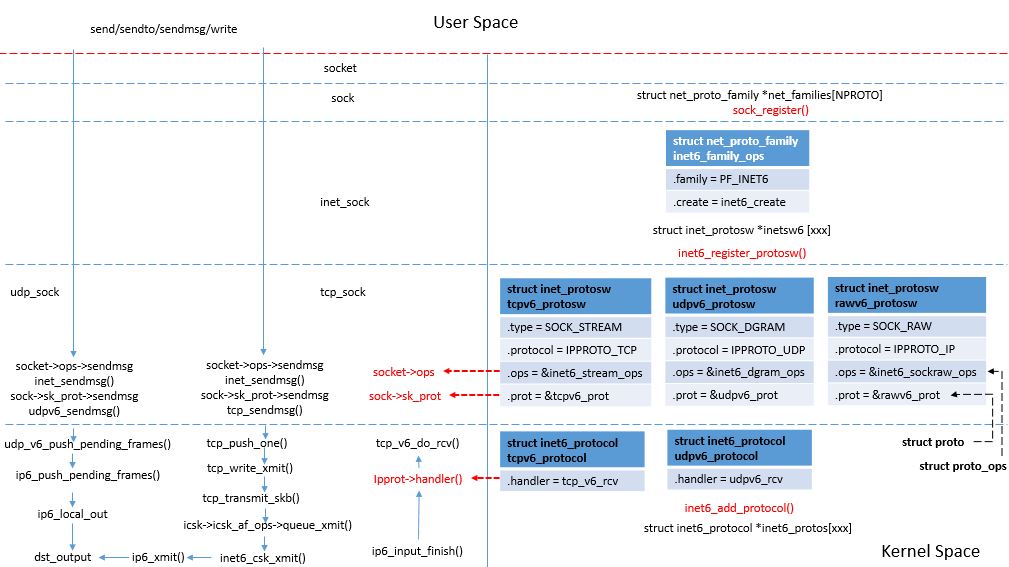 User Space
send/sendto/sendmsg/write
socket
sock
struct net_proto_family *net_families[NPROTO]
sock_register()
struct net_proto_family
inet6_family_ops
.family = PF_INET6
.create = inet6_create
inet_sock
struct inet_protosw *inetsw6 [xxx]
inet6_register_protosw()
udp_sock
tcp_sock
struct inet_protosw
tcpv6_protosw
.type = SOCK_STREAM
.protocol = IPPROTO_TCP
.ops = &inet6_stream_ops
.prot = &tcpv6_prot
struct inet_protosw
udpv6_protosw
.type = SOCK_DGRAM
.protocol = IPPROTO_UDP
.ops = &inet6_dgram_ops
.prot = &udpv6_prot
struct inet_protosw
rawv6_protosw
.type = SOCK_RAW
.protocol = IPPROTO_IP
.ops = &inet6_sockraw_ops
.prot = &rawv6_prot
socket->ops->sendmsg
inet_sendmsg()
sock->sk_prot->sendmsg
udpv6_sendmsg()
socket->ops->sendmsg
inet_sendmsg()
sock->sk_prot->sendmsg
tcp_sendmsg()
socket->ops
sock->sk_prot
struct proto
struct proto_ops
udp_v6_push_pending_frames()
ip6_push_pending_frames()
ip6_local_out
dst_output
tcp_push_one()
tcp_write_xmit()
tcp_transmit_skb()
icsk->icsk_af_ops->queue_xmit()
inet6_csk_xmit()
ip6_xmit()
tcp_v6_do_rcv()
Ipprot->handler()
ip6_input_finish()
struct inet6_protocol
tcpv6_protocol
.handler = tcp_v6_rcv
struct inet6_protocol
udpv6_protocol
.handler = udpv6_rcv
inet6_add_protocol()
struct inet6_protocol *inet6_protos[xxx]
Kernel Space